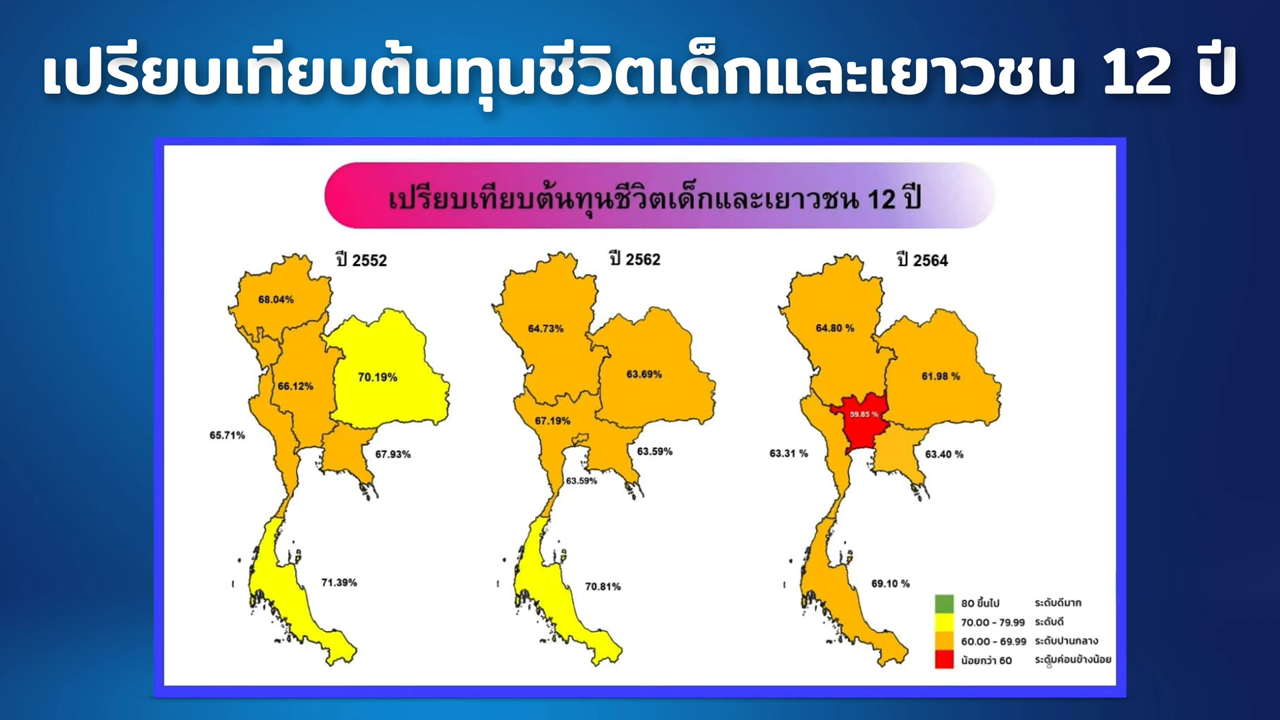 เปรียบเทียบต้นทุนชีวิตเด็กและเยาวชน 12 ปี
เปรียบเทียบต้นทุนชีวิตเด็กและเยาวชน 12 ปี
ปี 2552
68.04%
66.12%
70.19%
65.71%
67.93%
71.39%
ปี 2562
64.73%
63.69%
67.19%
63.59%
63.59%
70.81%
ปี 2564
64.80 %
61.98 %
59.85 %
63.31 %
63.40 %
69.10 %
80 ขึ้นไป ระดับดีมาก
70.00 - 79.99 ระดับดี
60.00 - 69.99 ระดับปานกลาง
น้อยกว่า 60 ระดับค่อนข้างน้อย
8